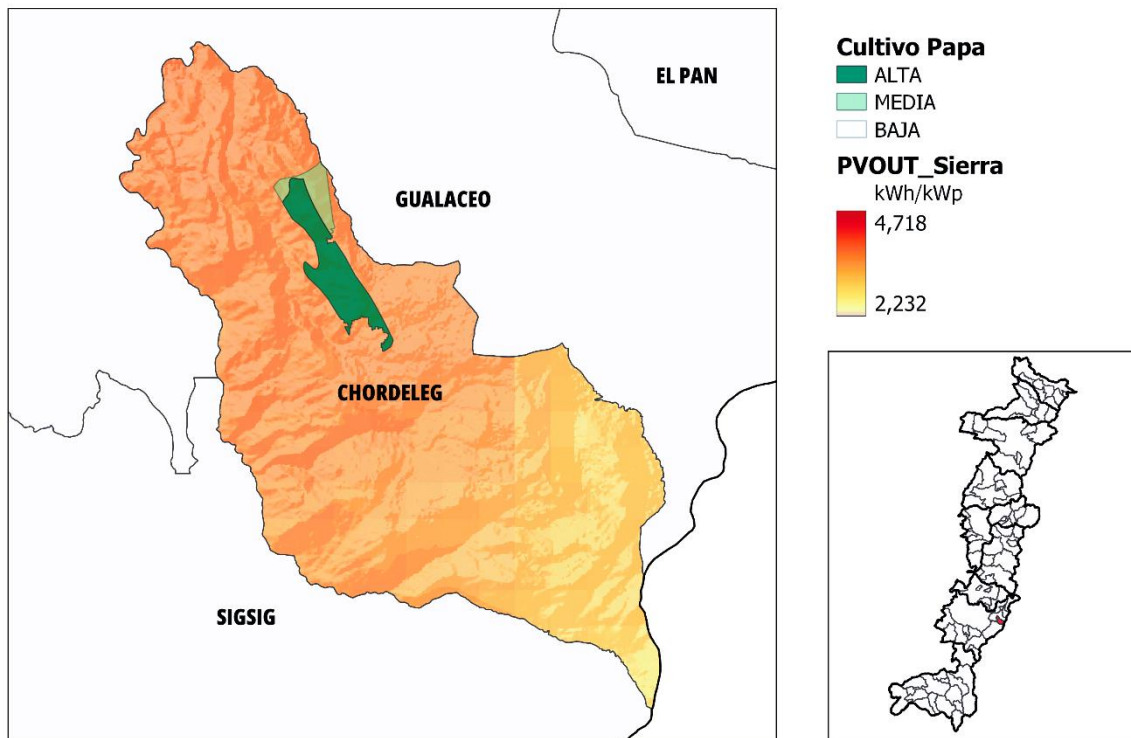 EL PAN
GUALACEO
CHORDELEG
SIGSIG
Cultivo Papa
ALTA
MEDIA
BAJA
PVOUT_Sierra
kWh/kWp
4,718
2,232